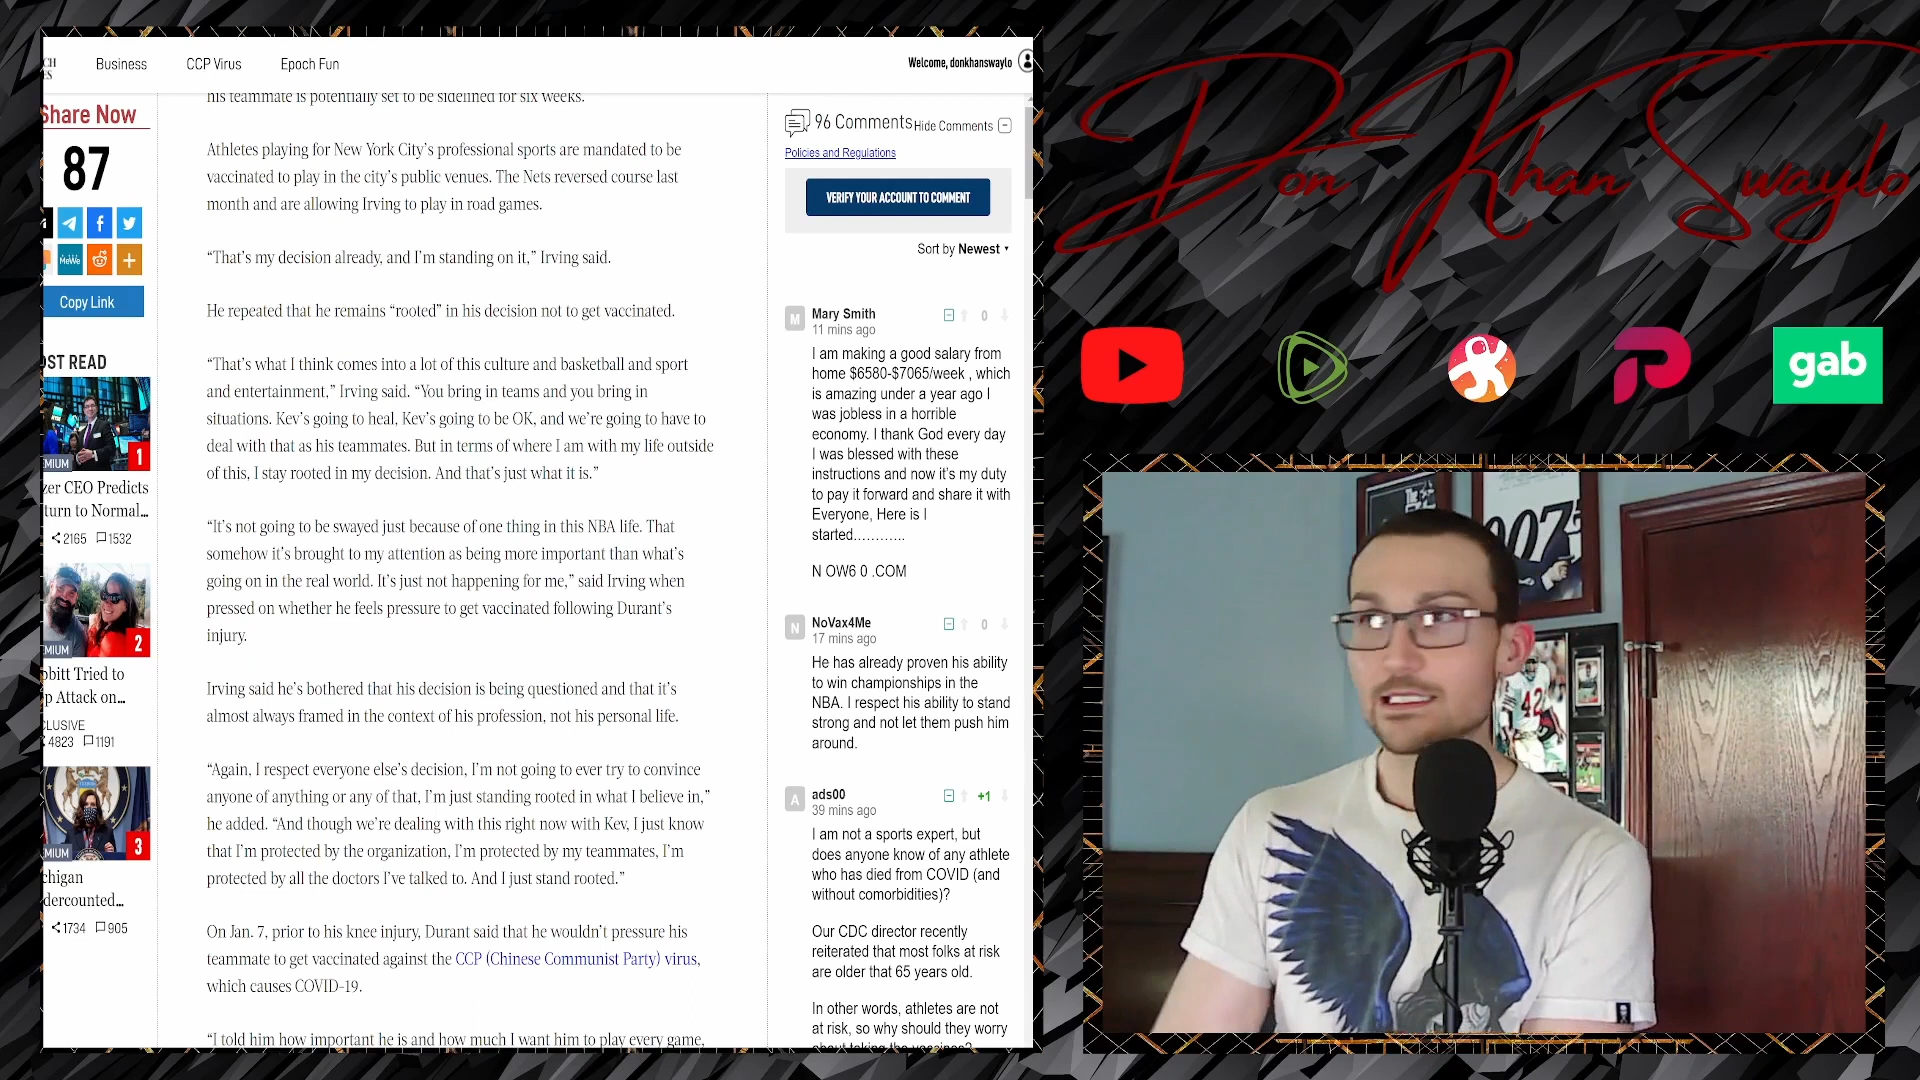 CH
ES
Business
CCP Virus
Epoch Fun
Welcome, donkhanswaylo
Share Now
87
MeWe
Copy Link
OST READ
MIUM
1
zer CEO Predicts
turn to Normal...
2165
1532
MIUM
2
obitt Tried to
p Attack on...
CLUSIVE
4823
1191
MIUM
3
chigan
dercounted...
1734
905
his teammate is potentially set to be sidelined for six weeks.
Athletes playing for New York City’s professional sports are mandated to be
vaccinated to play in the city’s public venues. The Nets reversed course last
month and are allowing Irving to play in road games.
“That’s my decision already, and I’m standing on it,” Irving said.
He repeated that he remains “rooted” in his decision not to get vaccinated.
“That’s what I think comes into a lot of this culture and basketball and sport
and entertainment,” Irving said. “You bring in teams and you bring in
situations. Kev’s going to heal, Kev’s going to be OK, and we’re going to have to
deal with that as his teammates. But in terms of where I am with my life outside
of this, I stay rooted in my decision. And that’s just what it is.”
“It’s not going to be swayed just because of one thing in this NBA life. That
somehow it’s brought to my attention as being more important than what’s
going on in the real world. It’s just not happening for me,” said Irving when
pressed on whether he feels pressure to get vaccinated following Durant’s
injury.
Irving said he’s bothered that his decision is being questioned and that it’s
almost always framed in the context of his profession, not his personal life.
“Again, I respect everyone else’s decision, I’m not going to ever try to convince
anyone of anything or any of that, I’m just standing rooted in what I believe in,”
he added. “And though we’re dealing with this right now with Kev, I just know
that I’m protected by the organization, I’m protected by my teammates, I’m
protected by all the doctors I’ve talked to. And I just stand rooted.”
On Jan. 7, prior to his knee injury, Durant said that he wouldn’t pressure his
teammate to get vaccinated against the CCP (Chinese Communist Party) virus,
which causes COVID-19.
“I told him how important he is and how much I want him to play every game,
96 Comments
Hide Comments
Policies and Regulations
VERIFY YOUR ACCOUNT TO COMMENT
Sort by Newest
M
Mary Smith
0
11 mins ago
I am making a good salary from
home $6580-$7065/week , which
is amazing under a year ago I
was jobless in a horrible
economy. I thank God every day
I was blessed with these
instructions and now it's my duty
to pay it forward and share it with
Everyone, Here is I
started…………
N OW6 0 .COM
N
NoVax4Me
0
17 mins ago
He has already proven his ability
to win championships in the
NBA. I respect his ability to stand
strong and not let them push him
around.
A
ads00
+1
39 mins ago
I am not a sports expert, but
does anyone know of any athlete
who has died from COVID (and
without comorbidities)?
Our CDC director recently
reiterated that most folks at risk
are older that 65 years old.
In other words, athletes are not
at risk, so why should they worry
about taking the vaccines?
Don Khan Swaylo
gab
The
007
42